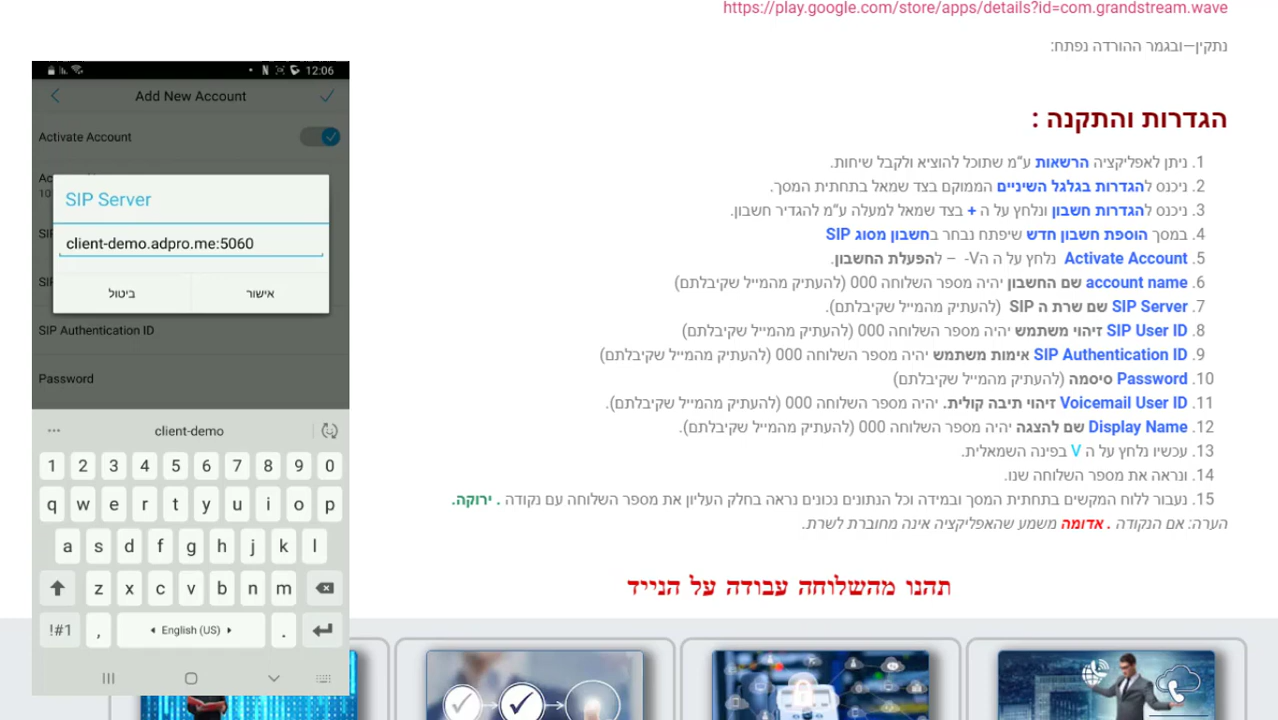 https://play.google.com/store/apps/details?id=com.grandstream.wave
נתקין–ובגמר ההורדה נפתח:
הגדרות והתקנה :
1. ניתן לאפליקציה הרשאות ע"מ שתוכל להוציא ולקבל שיחות.
2. ניכנס להגדרות בגלגל השיניים הממוקם בצד שמאל בתחתית המסך.
3. ניכנס להגדרות חשבון ונלחץ על ה + בצד שמאל למעלה ע"מ להגדיר חשבון.
4. במסך הוספת חשבון חדש שיפתח נבחר בחשבון מסוג SIP
5. Activate Account נלחץ על ה הV- – להפעלת החשבון.
6. account name שם החשבון יהיה מספר השלוחה 000 (להעתיק מהמייל שקיבלתם)
7. SIP Server שם שרת ה SIP (להעתיק מהמייל שקיבלתם).
8. SIP User ID זיהוי משתמש יהיה מספר השלוחה 000 (להעתיק מהמייל שקיבלתם)
9. SIP Authentication ID אימות משתמש יהיה מספר השלוחה 000 (להעתיק מהמייל שקיבלתם)
10. Password סיסמה (להעתיק מהמייל שקיבלתם)
11. Voicemail User ID זיהוי תיבה קולית. יהיה מספר השלוחה 000 (להעתיק מהמייל שקיבלתם).
12. Display Name שם להצגה יהיה מספר השלוחה 000 (להעתיק מהמייל שקיבלתם).
13. עכשיו נלחץ על ה V בפינה השמאלית.
14. ונראה את מספר השלוחה שנו.
15. נעבור ללוח המקשים בתחתית המסך ובמידה וכל הנתונים נכונים נראה בחלק העליון את מספר השלוחה עם נקודה . ירוקה.
הערה: אם הנקודה . אדומה משמע שהאפליקציה אינה מחוברת לשרת.
תהנו מהשלוחה עבודה על הנייד
12:06
Add New Account
Activate Account
SIP Server
client-demo.adpro.me:5060
ביטול
אישור
SIP Authentication ID
Password
client-demo
1 2 3 4 5 6 7 8 9 0
q w e r t y u i o p
a s d f g h j k l
z x c v b n m
!#1 , English (US) .